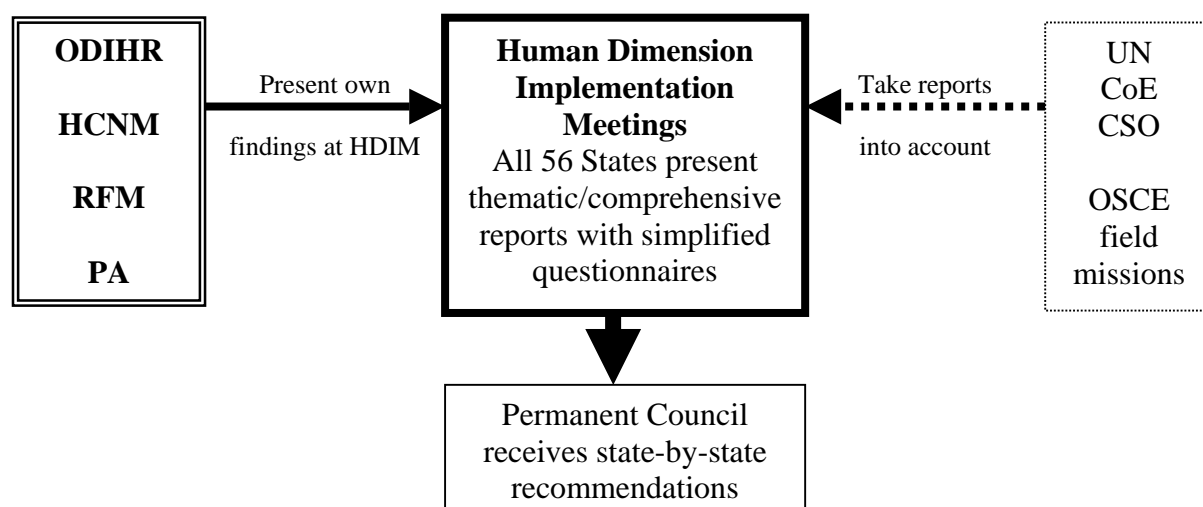 ODIHR
HCNM
RFM
PA
Present own
findings at HDIM
Human Dimension
Implementation
Meetings
All 56 States present
thematic/comprehensive
reports with simplified
questionnaires
Take reports
into account
UN
CoE
CSO
OSCE
field
missions
Permanent Council
receives state-by-state
recommendations